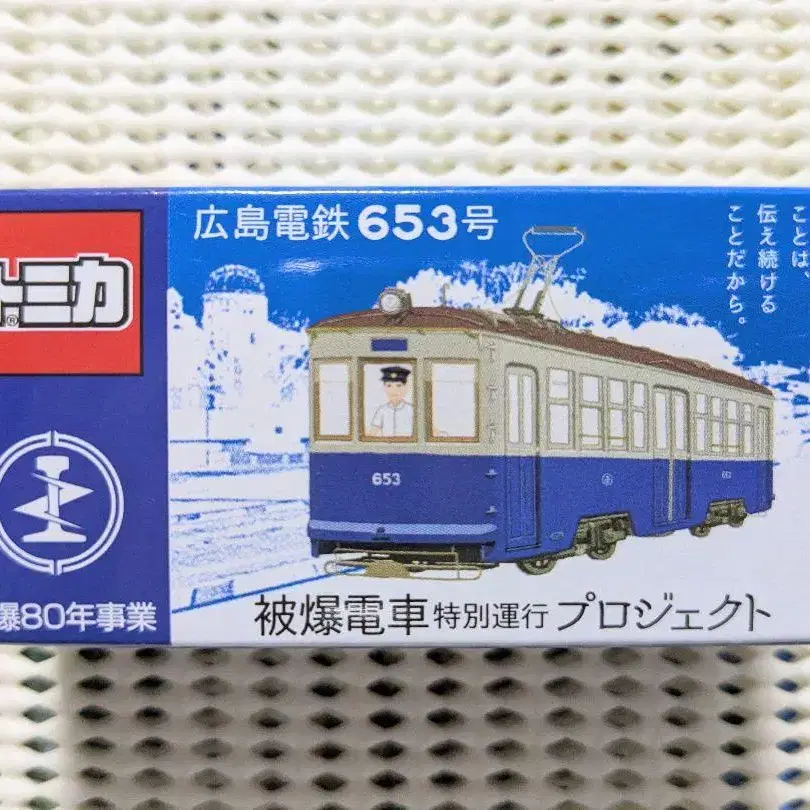 広島電鉄653号
トミカ
®
ことは
伝え続ける
ことだから。
653
653
爆80年事業
被爆電車 特別運行 プロジェクト